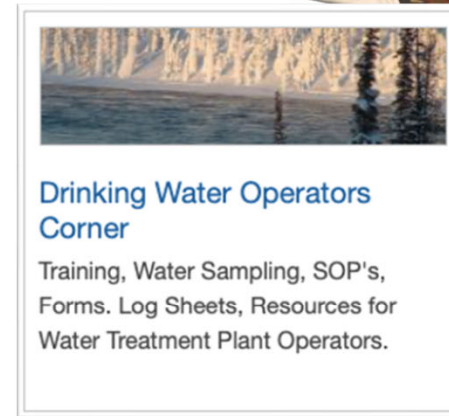 Drinking Water Operators
Corner
Training, Water Sampling, SOP's,
Forms. Log Sheets, Resources for
Water Treatment Plant Operators.